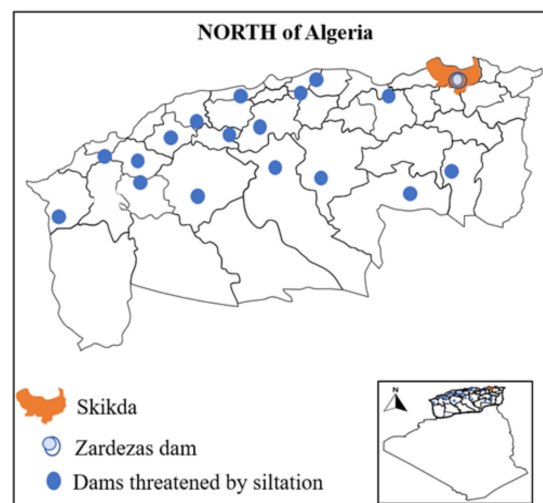 NORTH of Algeria
Skikda
Zardezas dam
Dams threatened by siltation
N